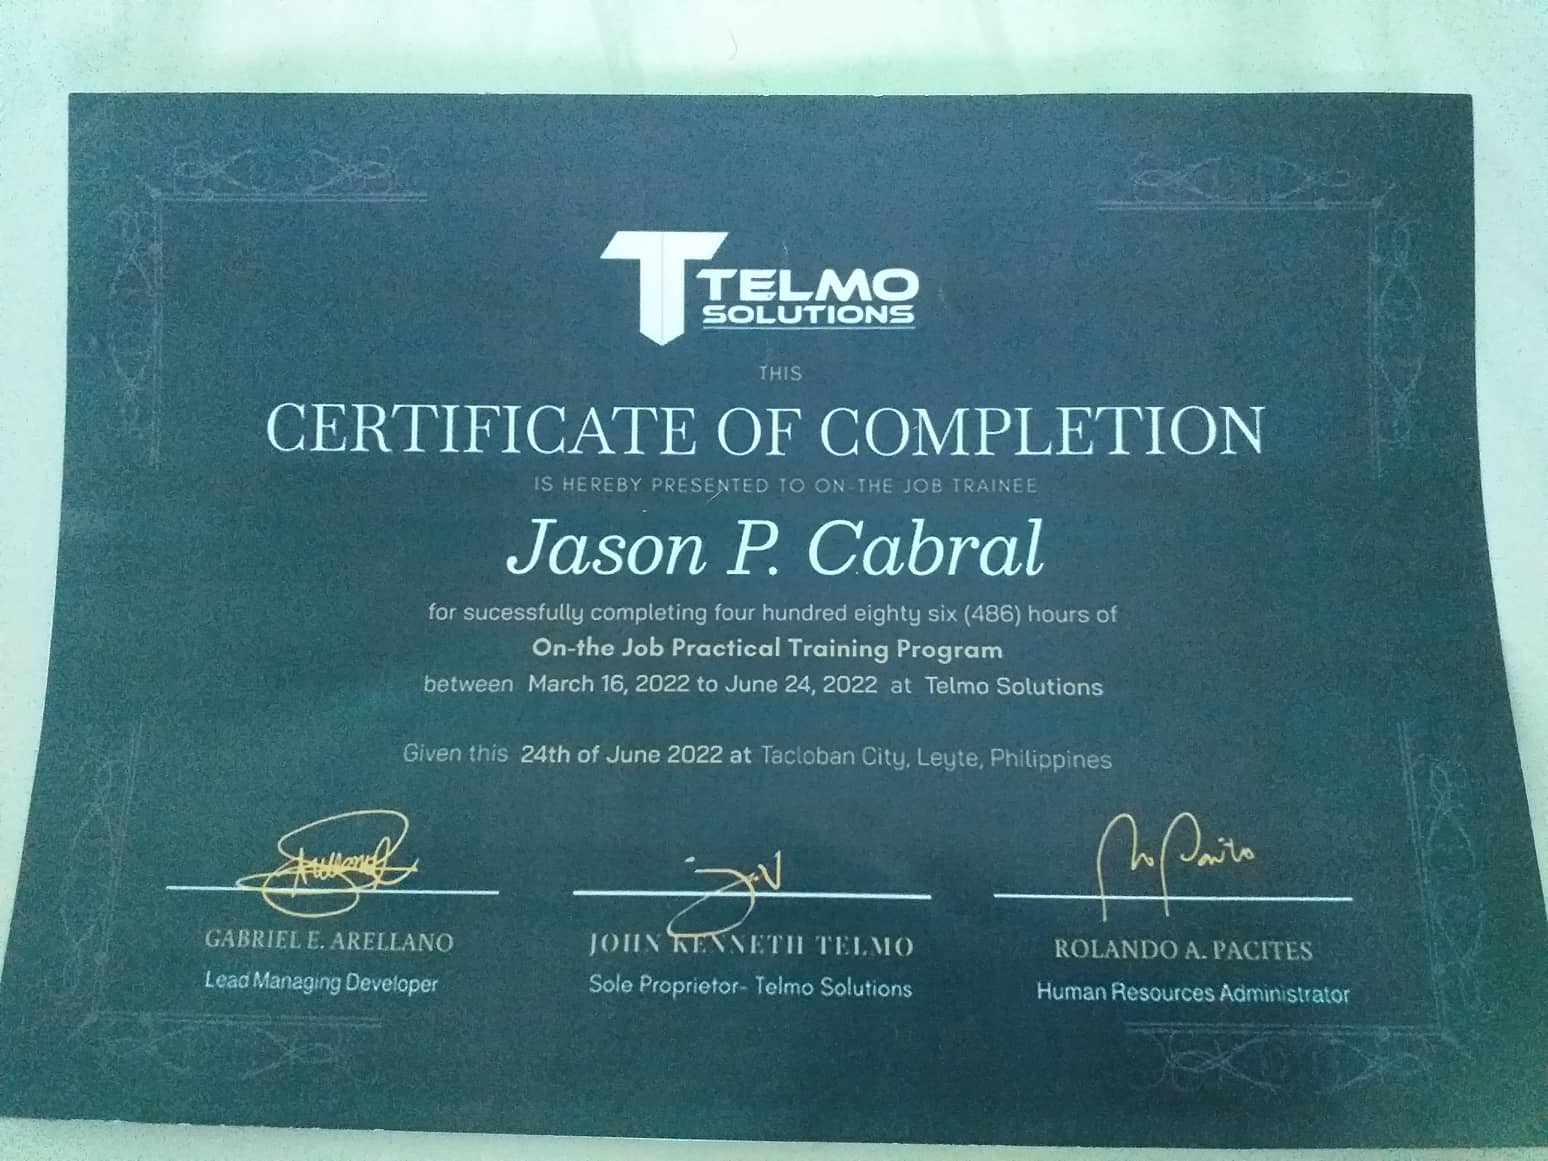 TELMO
SOLUTIONS
THIS
CERTIFICATE OF COMPLETION
IS HEREBY PRESENTED TO ON-THE JOB TRAINEE
Jason P. Cabral
for sucessfully completing four hundred eighty six (486) hours of
On-the Job Practical Training Program
between March 16, 2022 to June 24, 2022 at Telmo Solutions
Given this 24th of June 2022 at Tacloban City, Leyte, Philippines
GABRIEL E. ARELLANO
Lead Managing Developer
JOHN KENNETH TELMO
Sole Proprietor- Telmo Solutions
ROLANDO A. PACITES
Human Resources Administrator